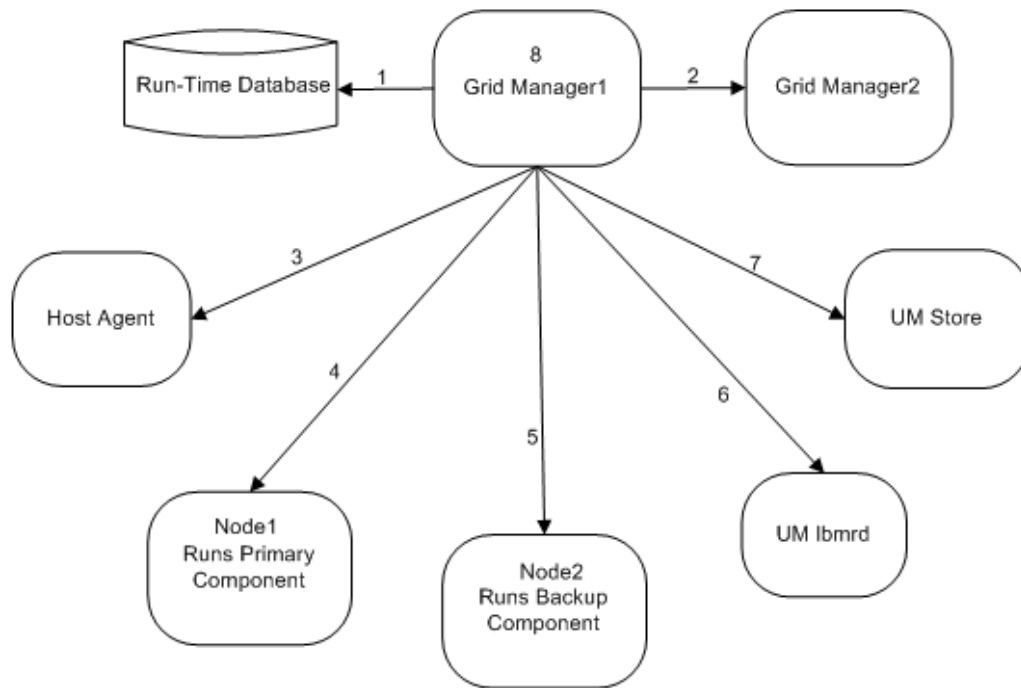 8
Run-Time Database
1
Grid Manager1
2
Grid Manager2
3
7
Host Agent
UM Store
4
6
5
Node1
Runs Primary
Component
UM lbmrd
Node2
Runs Backup
Component